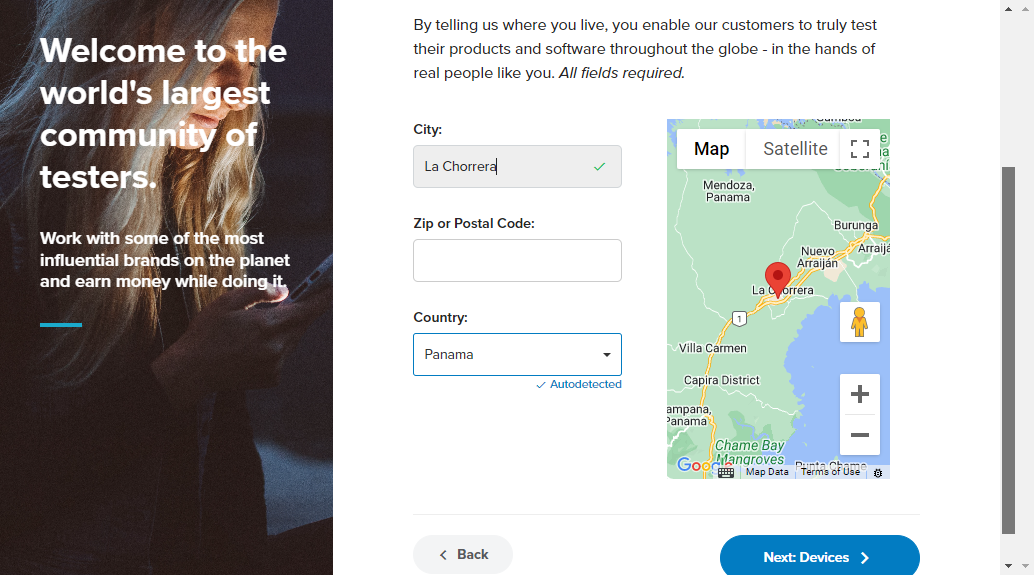 Welcome to the
world's largest
community of
testers.
Work with some of the most
influential brands on the planet
and earn money while doing it.
By telling us where you live, you enable our customers to truly test
their products and software throughout the globe - in the hands of
real people like you. All fields required.
City:
La Chorrera
Zip or Postal Code:
Country:
Panama
Autodetected
Map
Satellite
Mendoza,
Panama
Burunga
Nuevo
Arraiján
La Chorrera
1
Villa Carmen
Capira District
Panama
Chame Bay
Mangroves
Punta Chame
Google
Map Data
Terms of Use
Back
Next: Devices